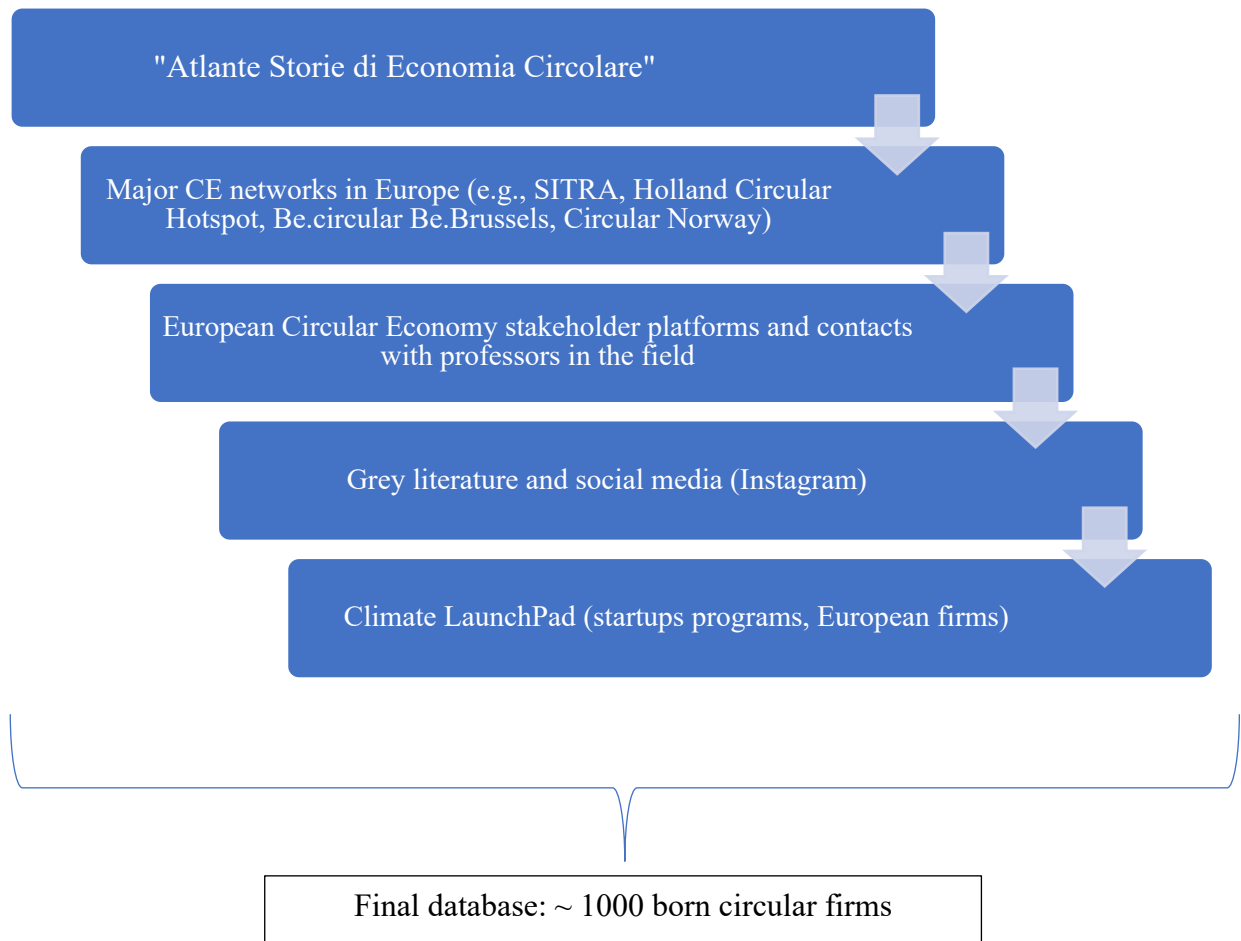 "Atlante Storie di Economia Circolare"
Major CE networks in Europe (e.g., SITRA, Holland Circular
Hotspot, Be.circular Be.Brussels, Circular Norway)
European Circular Economy stakeholder platforms and contacts
with professors in the field
Grey literature and social media (Instagram)
Climate LaunchPad (startups programs, European firms)
Final database: ~ 1000 born circular firms